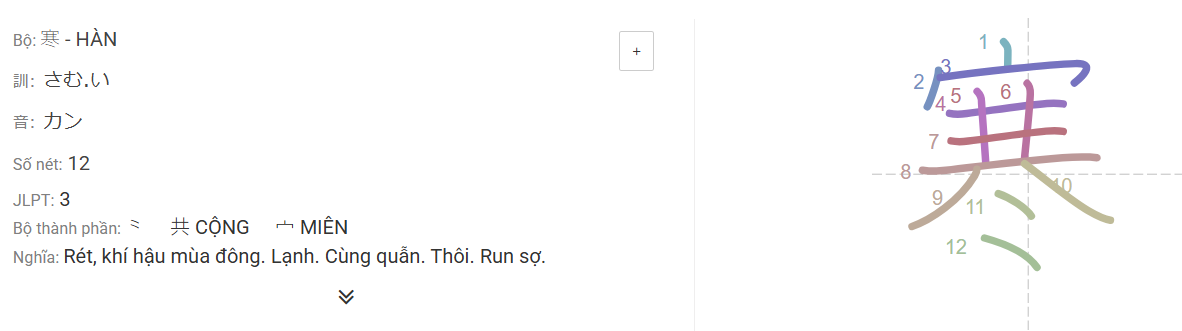 Bộ: 寒 - HÀN
+
訓: さむ.い
音: カン
Số nét: 12
JLPT: 3
Bộ thành phần: ⺀ 共 CỘNG 宀 MIÊN
Nghĩa: Rét, khí hậu mùa đông. Lạnh. Cùng quẫn. Thôi. Run sợ.
1
2
3
4
5
6
7
8
9
10
11
12